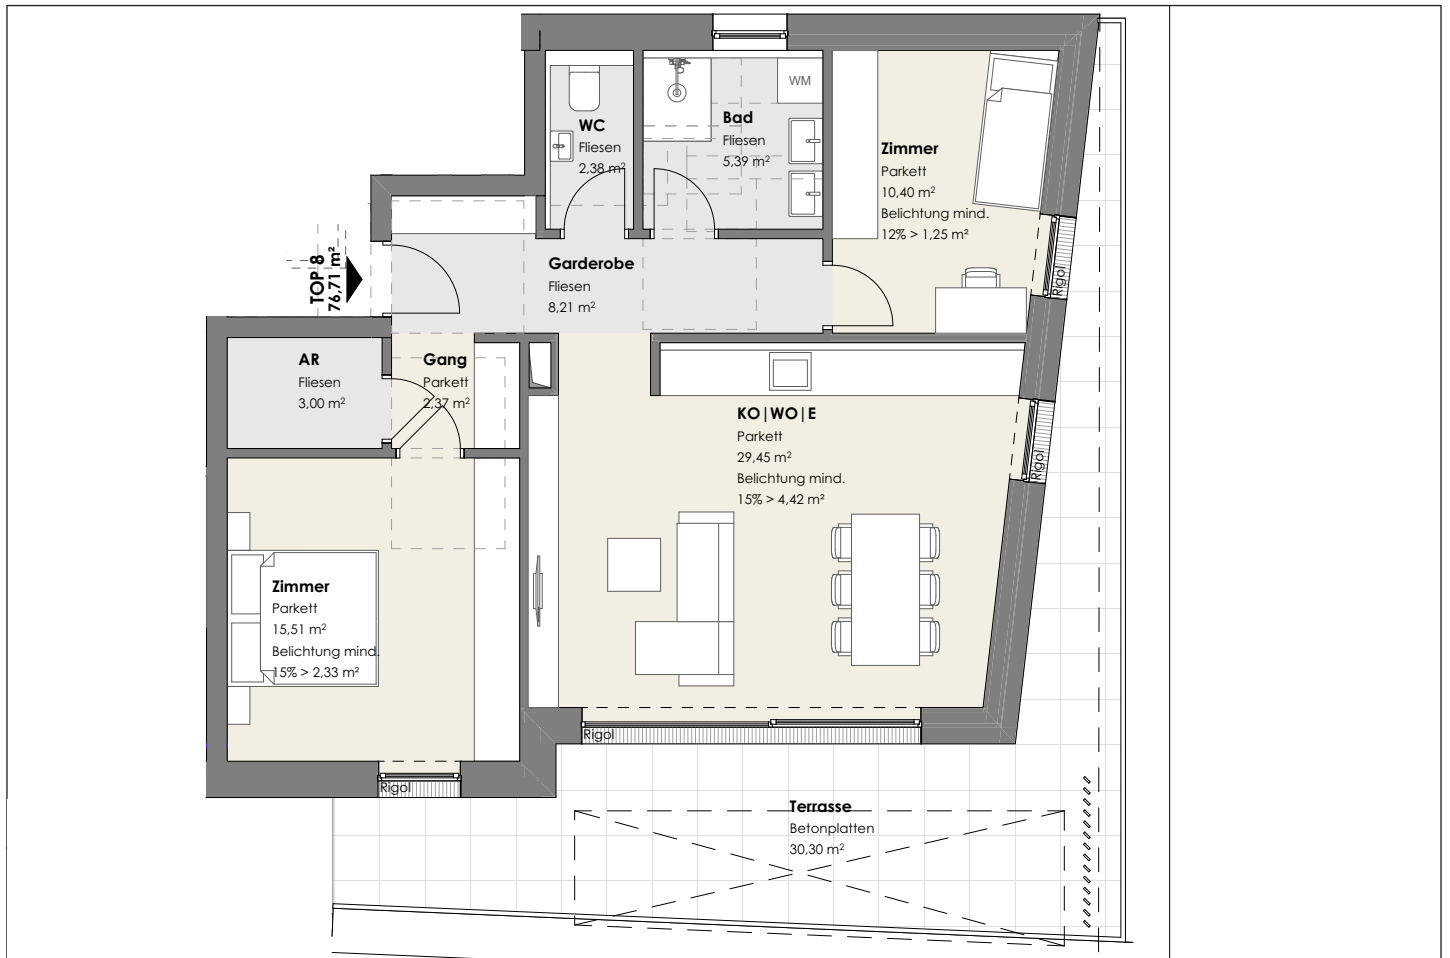 WC
Fliesen
2,38 m²
Bad
Fliesen
5,39 m²
WM
Zimmer
Parkett
10,40 m²
Belichtung mind.
12% > 1,25 m²
Rigol
TOP 8
76,71 m²
Garderobe
Fliesen
8,21 m²
AR
Fliesen
3,00 m²
Gang
Parkett
2,37 m²
KO|WO|E
Parkett
29,45 m²
Belichtung mind.
15% > 4,42 m²
Rigol
Zimmer
Parkett
15,51 m²
Belichtung mind.
15% > 2,33 m²
Rigol
Rigol
Terrasse
Betonplatten
30,30 m²